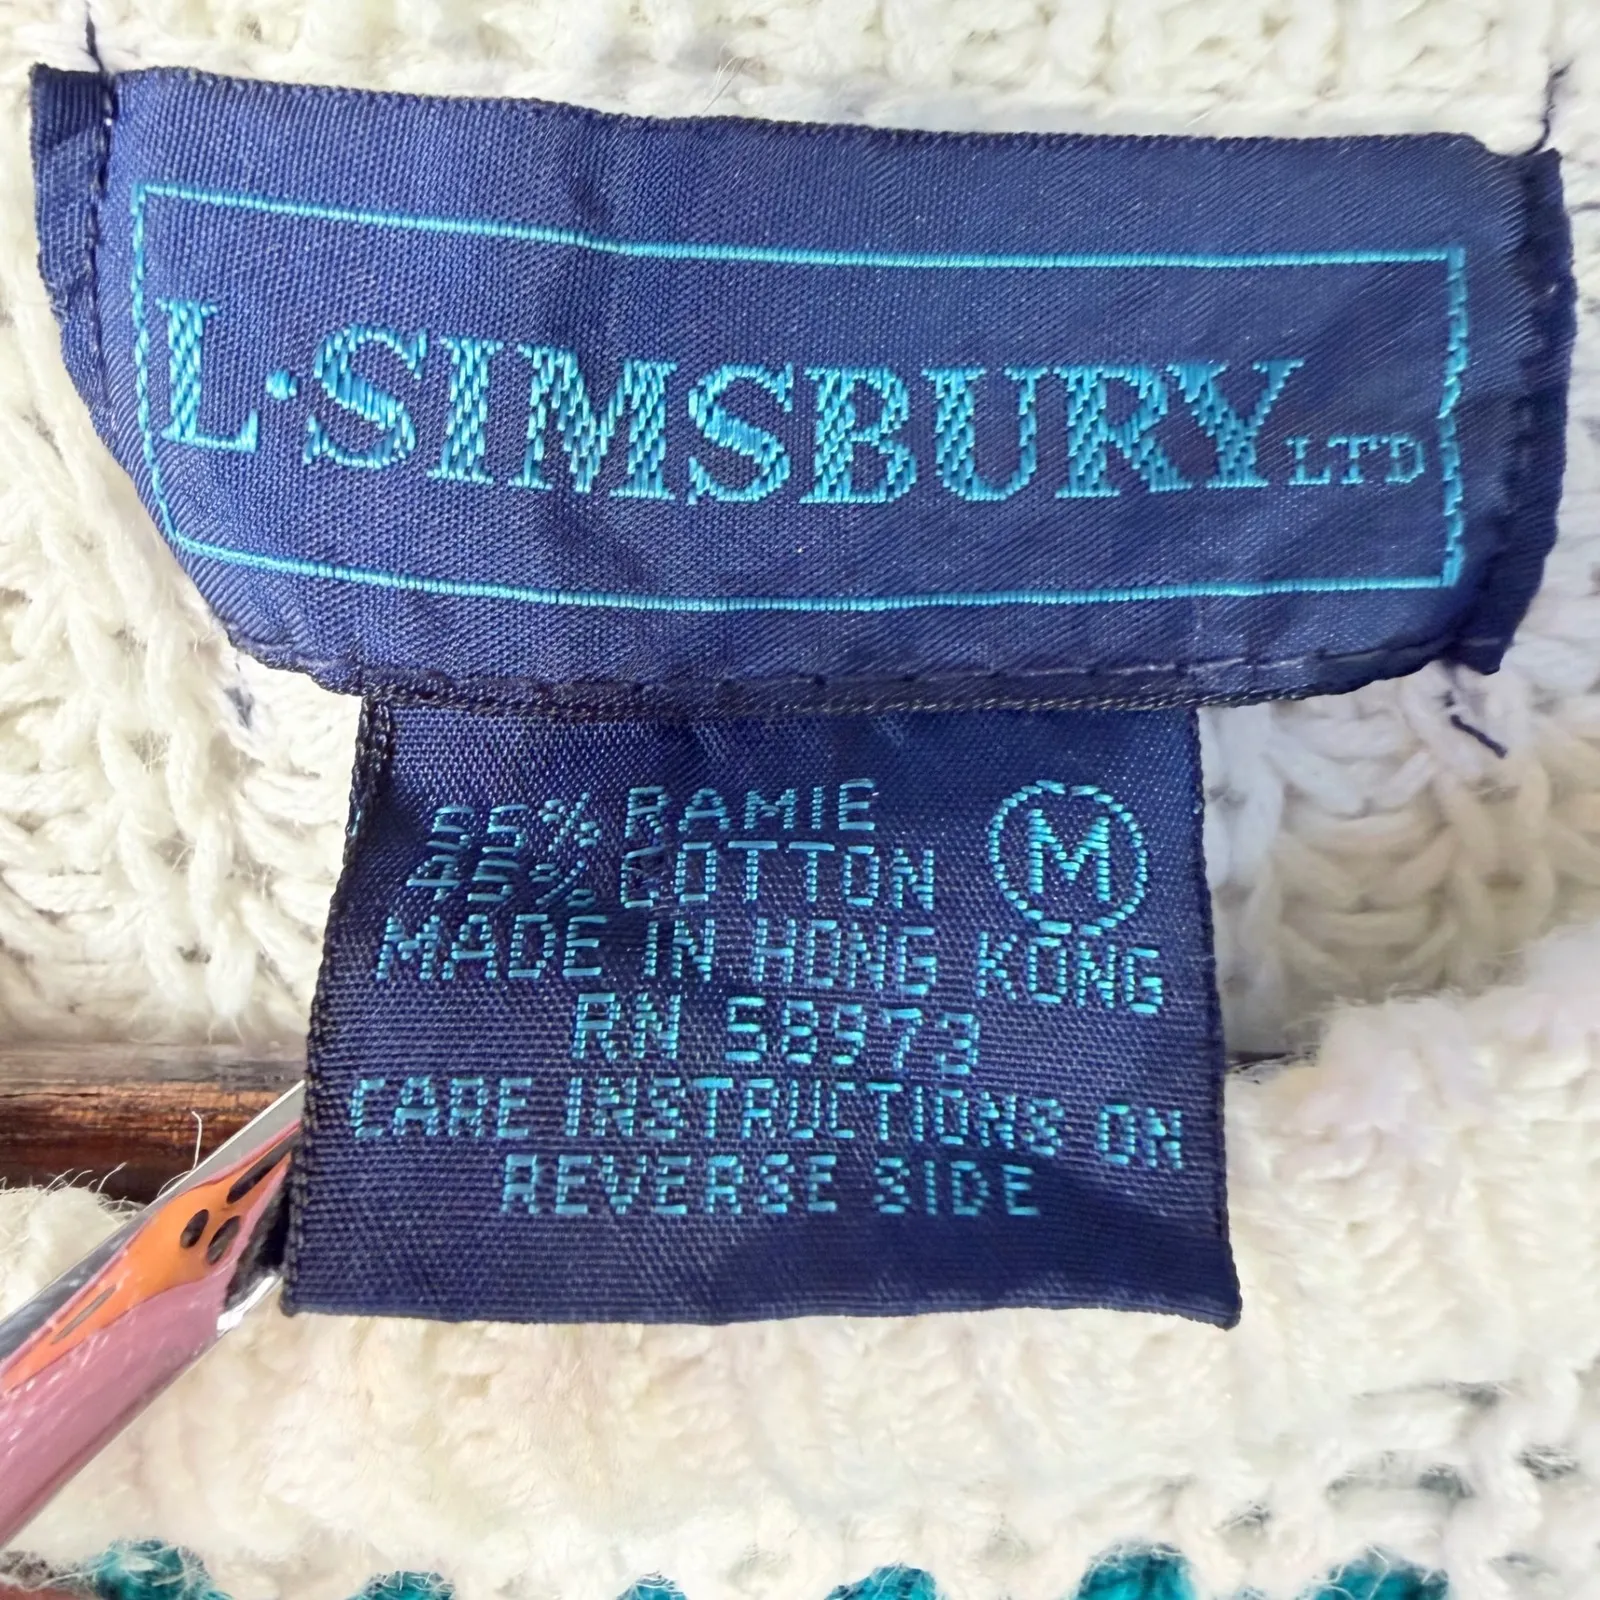 L·SIMSBURY LTD
55% RAMIE
45% COTTON
M
MADE IN HONG KONG
RN 58973
CARE INSTRUCTIONS ON
REVERSE SIDE